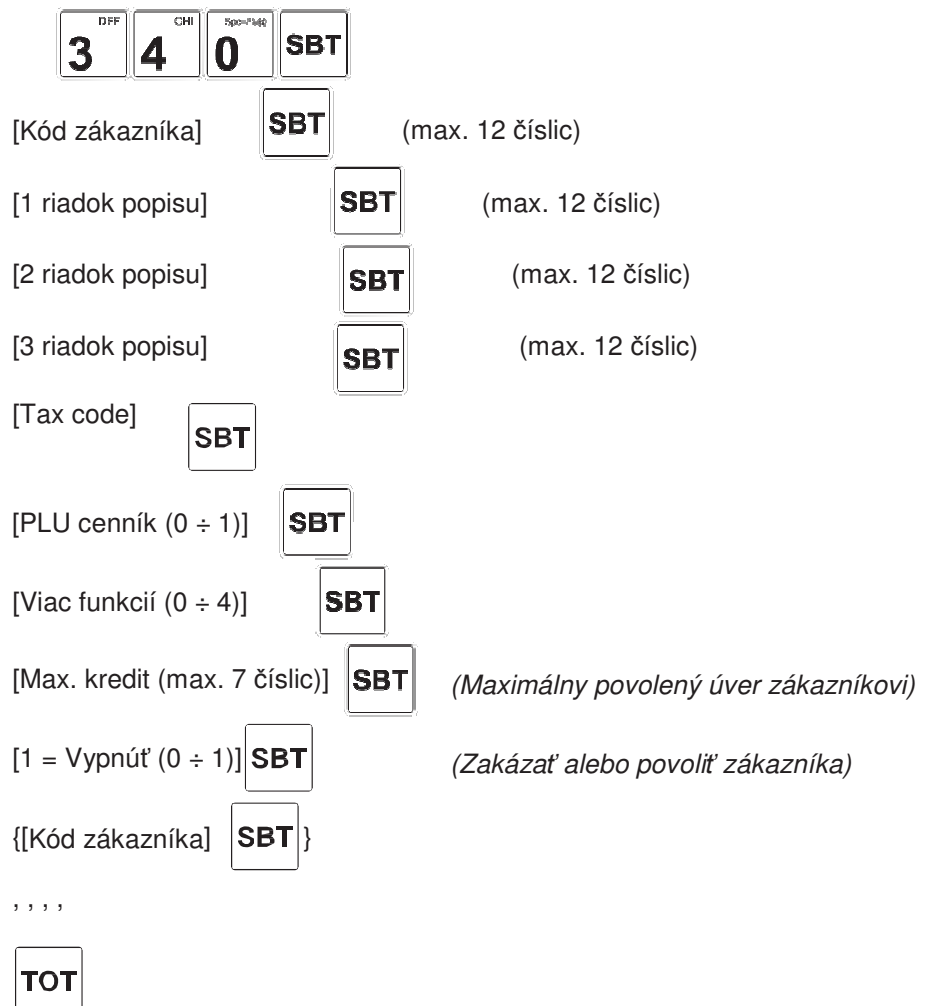 DFF CHI Spc=*%@
3 4 0 SBT
[Kód zákazníka] SBT (max. 12 číslic)
[1 riadok popisu] SBT (max. 12 číslic)
[2 riadok popisu] SBT (max. 12 číslic)
[3 riadok popisu] SBT (max. 12 číslic)
[Tax code] SBT
[PLU cenník (0 ÷ 1)] SBT
[Viac funkcií (0 ÷ 4)] SBT
[Max. kredit (max. 7 číslic)] SBT (Maximálny povolený úver zákazníkovi)
[1 = Vypnúť (0 ÷ 1)] SBT (Zakázať alebo povoliť zákazníka)
{[Kód zákazníka] SBT }
, , , ,
TOT